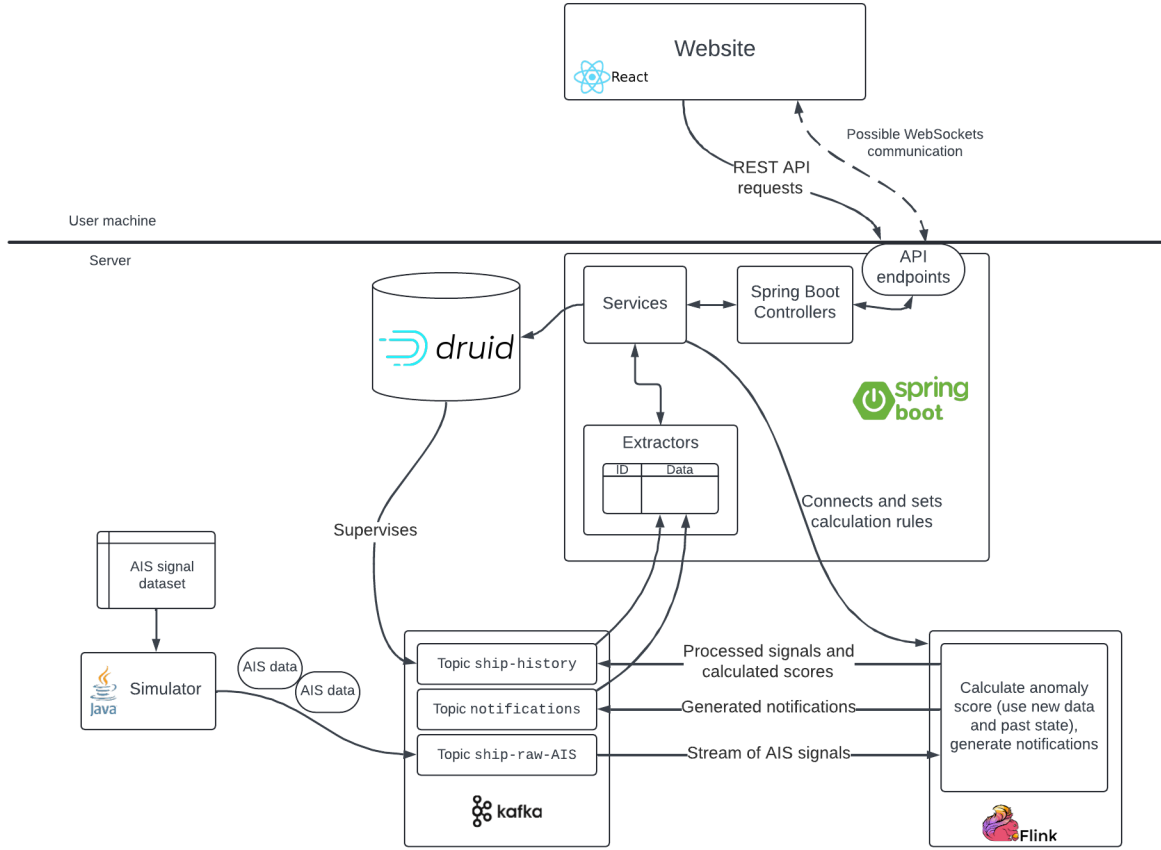 Website
React
Possible WebSockets
communication
REST API
requests
User machine
Server
API
endpoints
Services
Spring Boot
Controllers
druid
spring
boot
Extractors
ID
Data
Connects and sets
calculation rules
Supervises
AIS signal
dataset
Simulator
Java
AIS data
AIS data
Topic ship-history
Topic notifications
Topic ship-raw-AIS
kafka
Processed signals and
calculated scores
Generated notifications
Stream of AIS signals
Calculate anomaly
score (use new data
and past state),
generate notifications
Flink